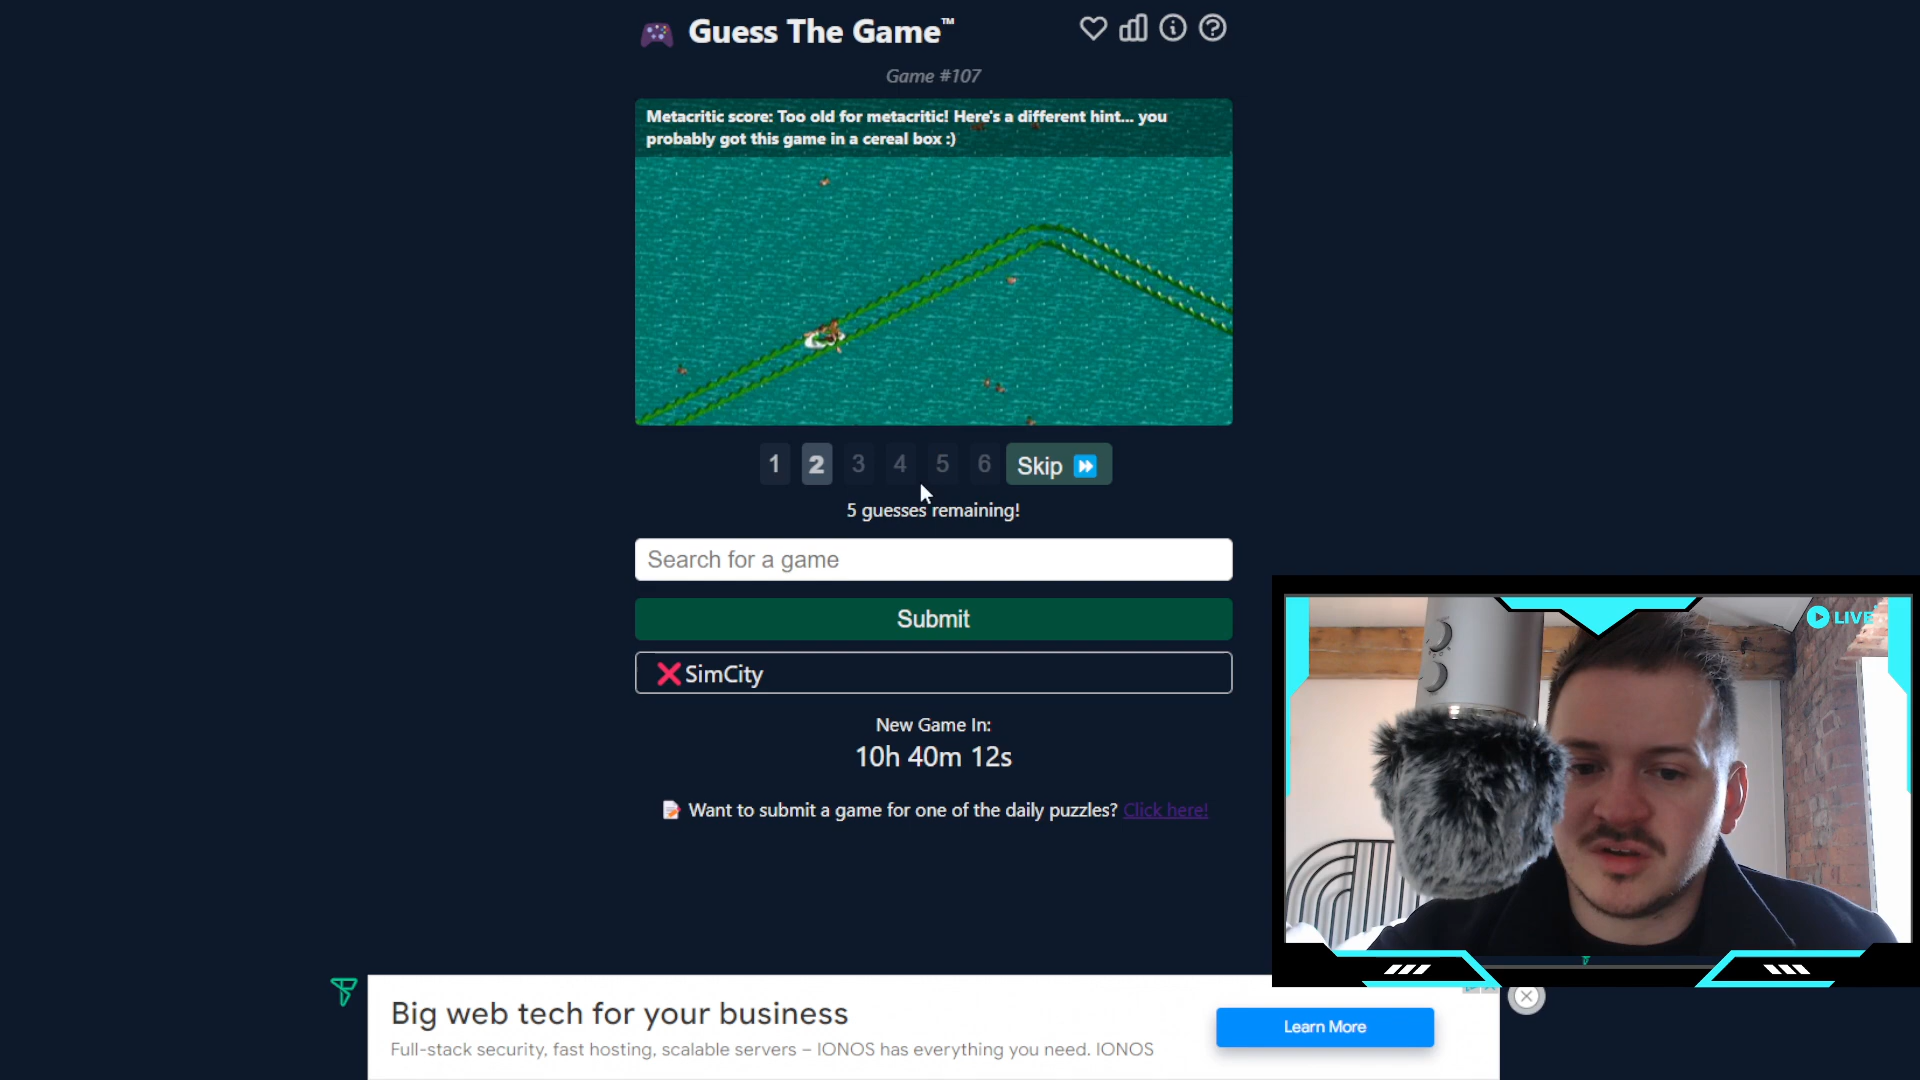 Guess The Game™
Game #107
Metacritic score: Too old for metacritic! Here's a different hint... you
probably got this game in a cereal box :)
1 2 3 4 5 6 Skip
5 guesses remaining!
Search for a game
Submit
SimCity
New Game In:
10h 40m 12s
Want to submit a game for one of the daily puzzles? Click here!
LIVE
Big web tech for your business
Full-stack security, fast hosting, scalable servers – IONOS has everything you need. IONOS
Learn More